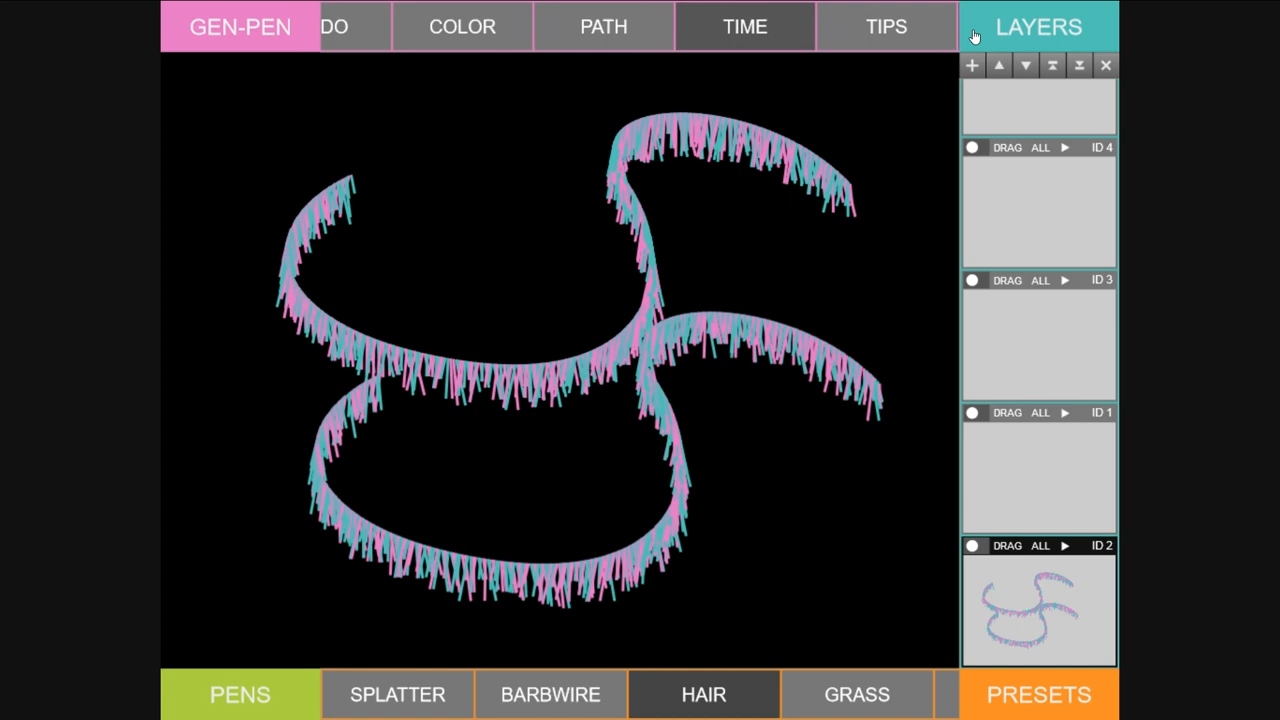 GEN-PEN DO COLOR PATH TIME TIPS LAYERS
DRAG ALL ID 4
DRAG ALL ID 3
DRAG ALL ID 1
DRAG ALL ID 2
PENS SPLATTER BARBWIRE HAIR GRASS PRESETS